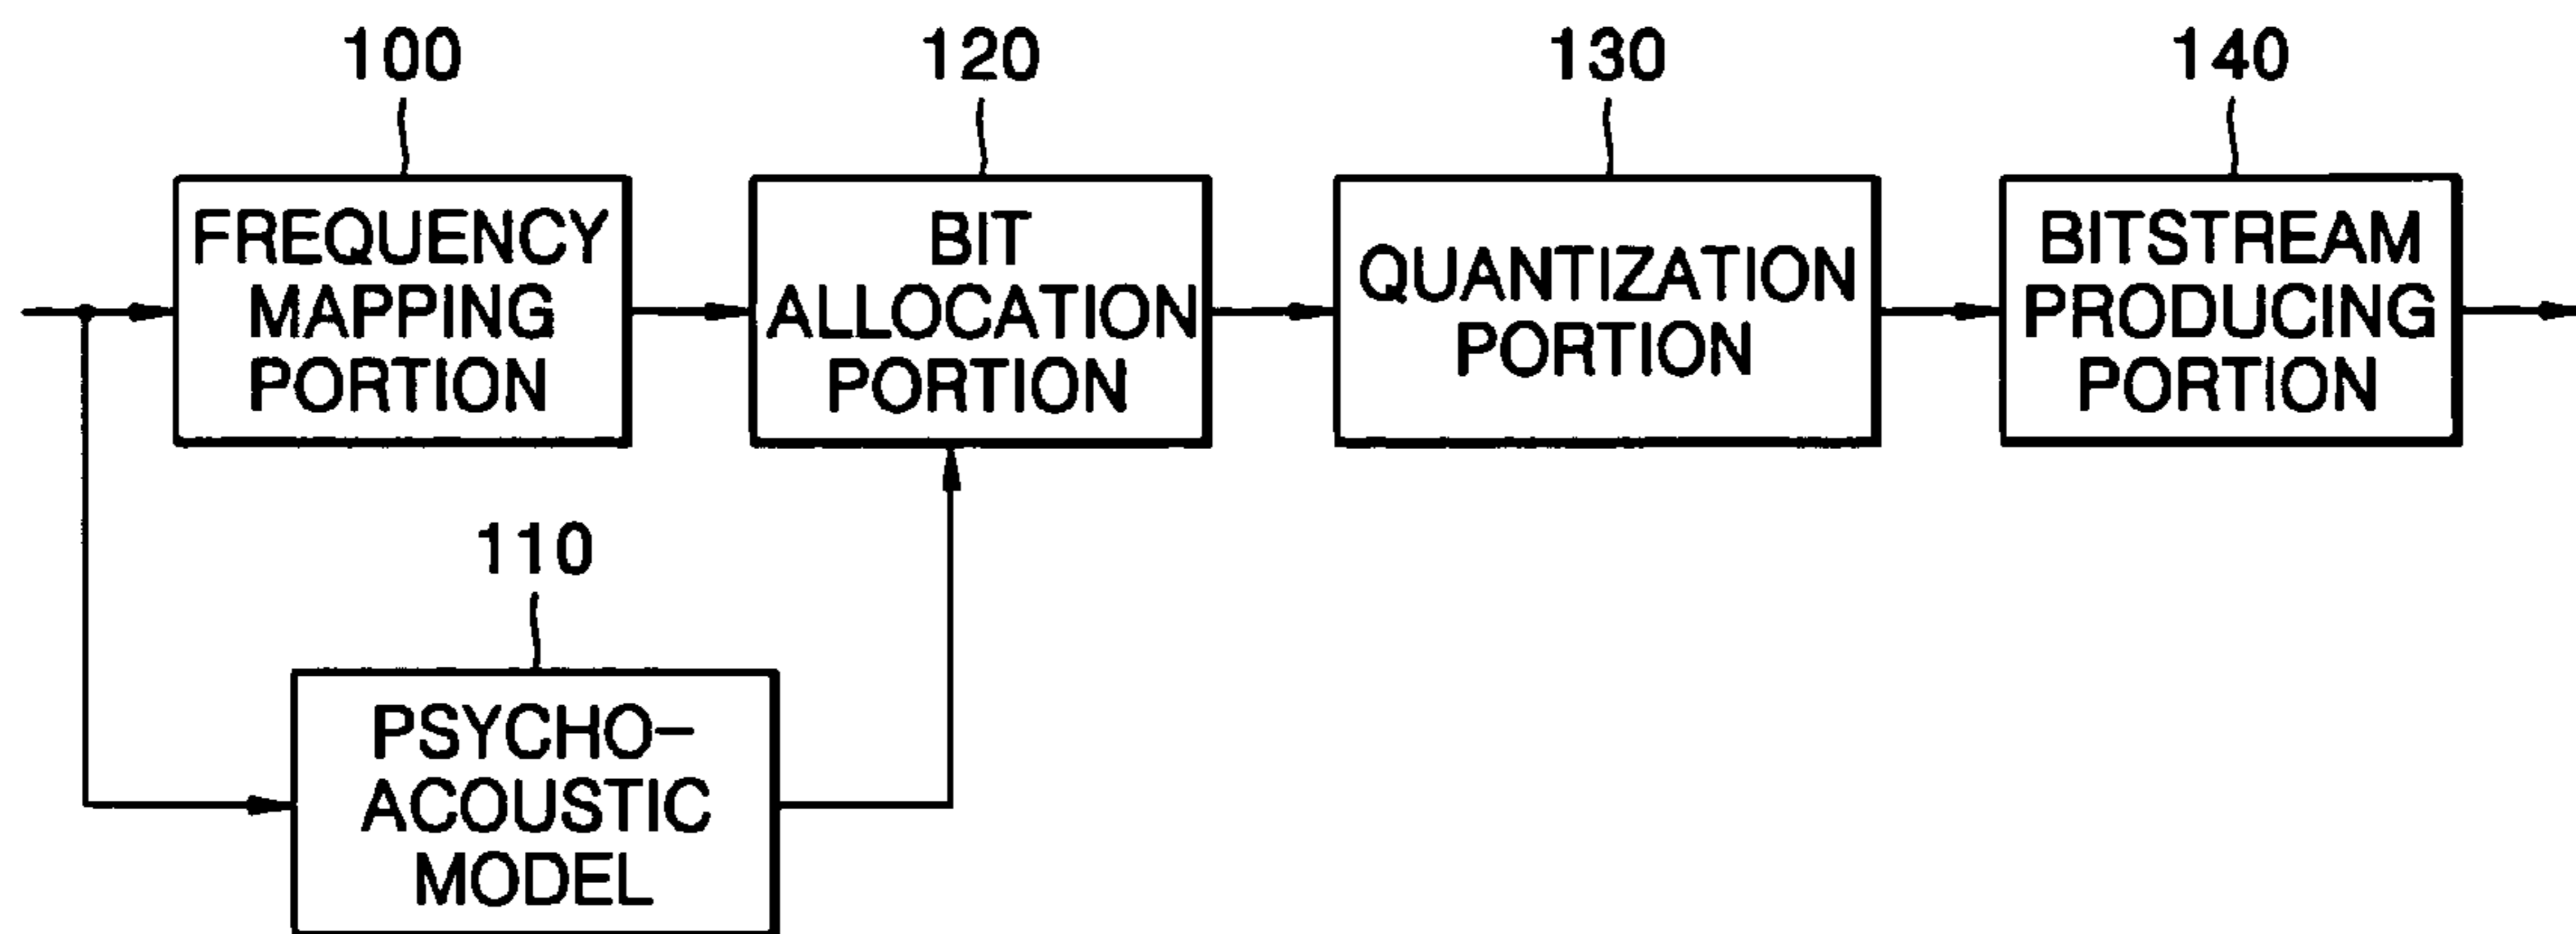 100
120
130
140
FREQUENCY
MAPPING
PORTION
BIT
ALLOCATION
PORTION
QUANTIZATION
PORTION
BITSTREAM
PRODUCING
PORTION
110
PSYCHO-
ACOUSTIC
MODEL